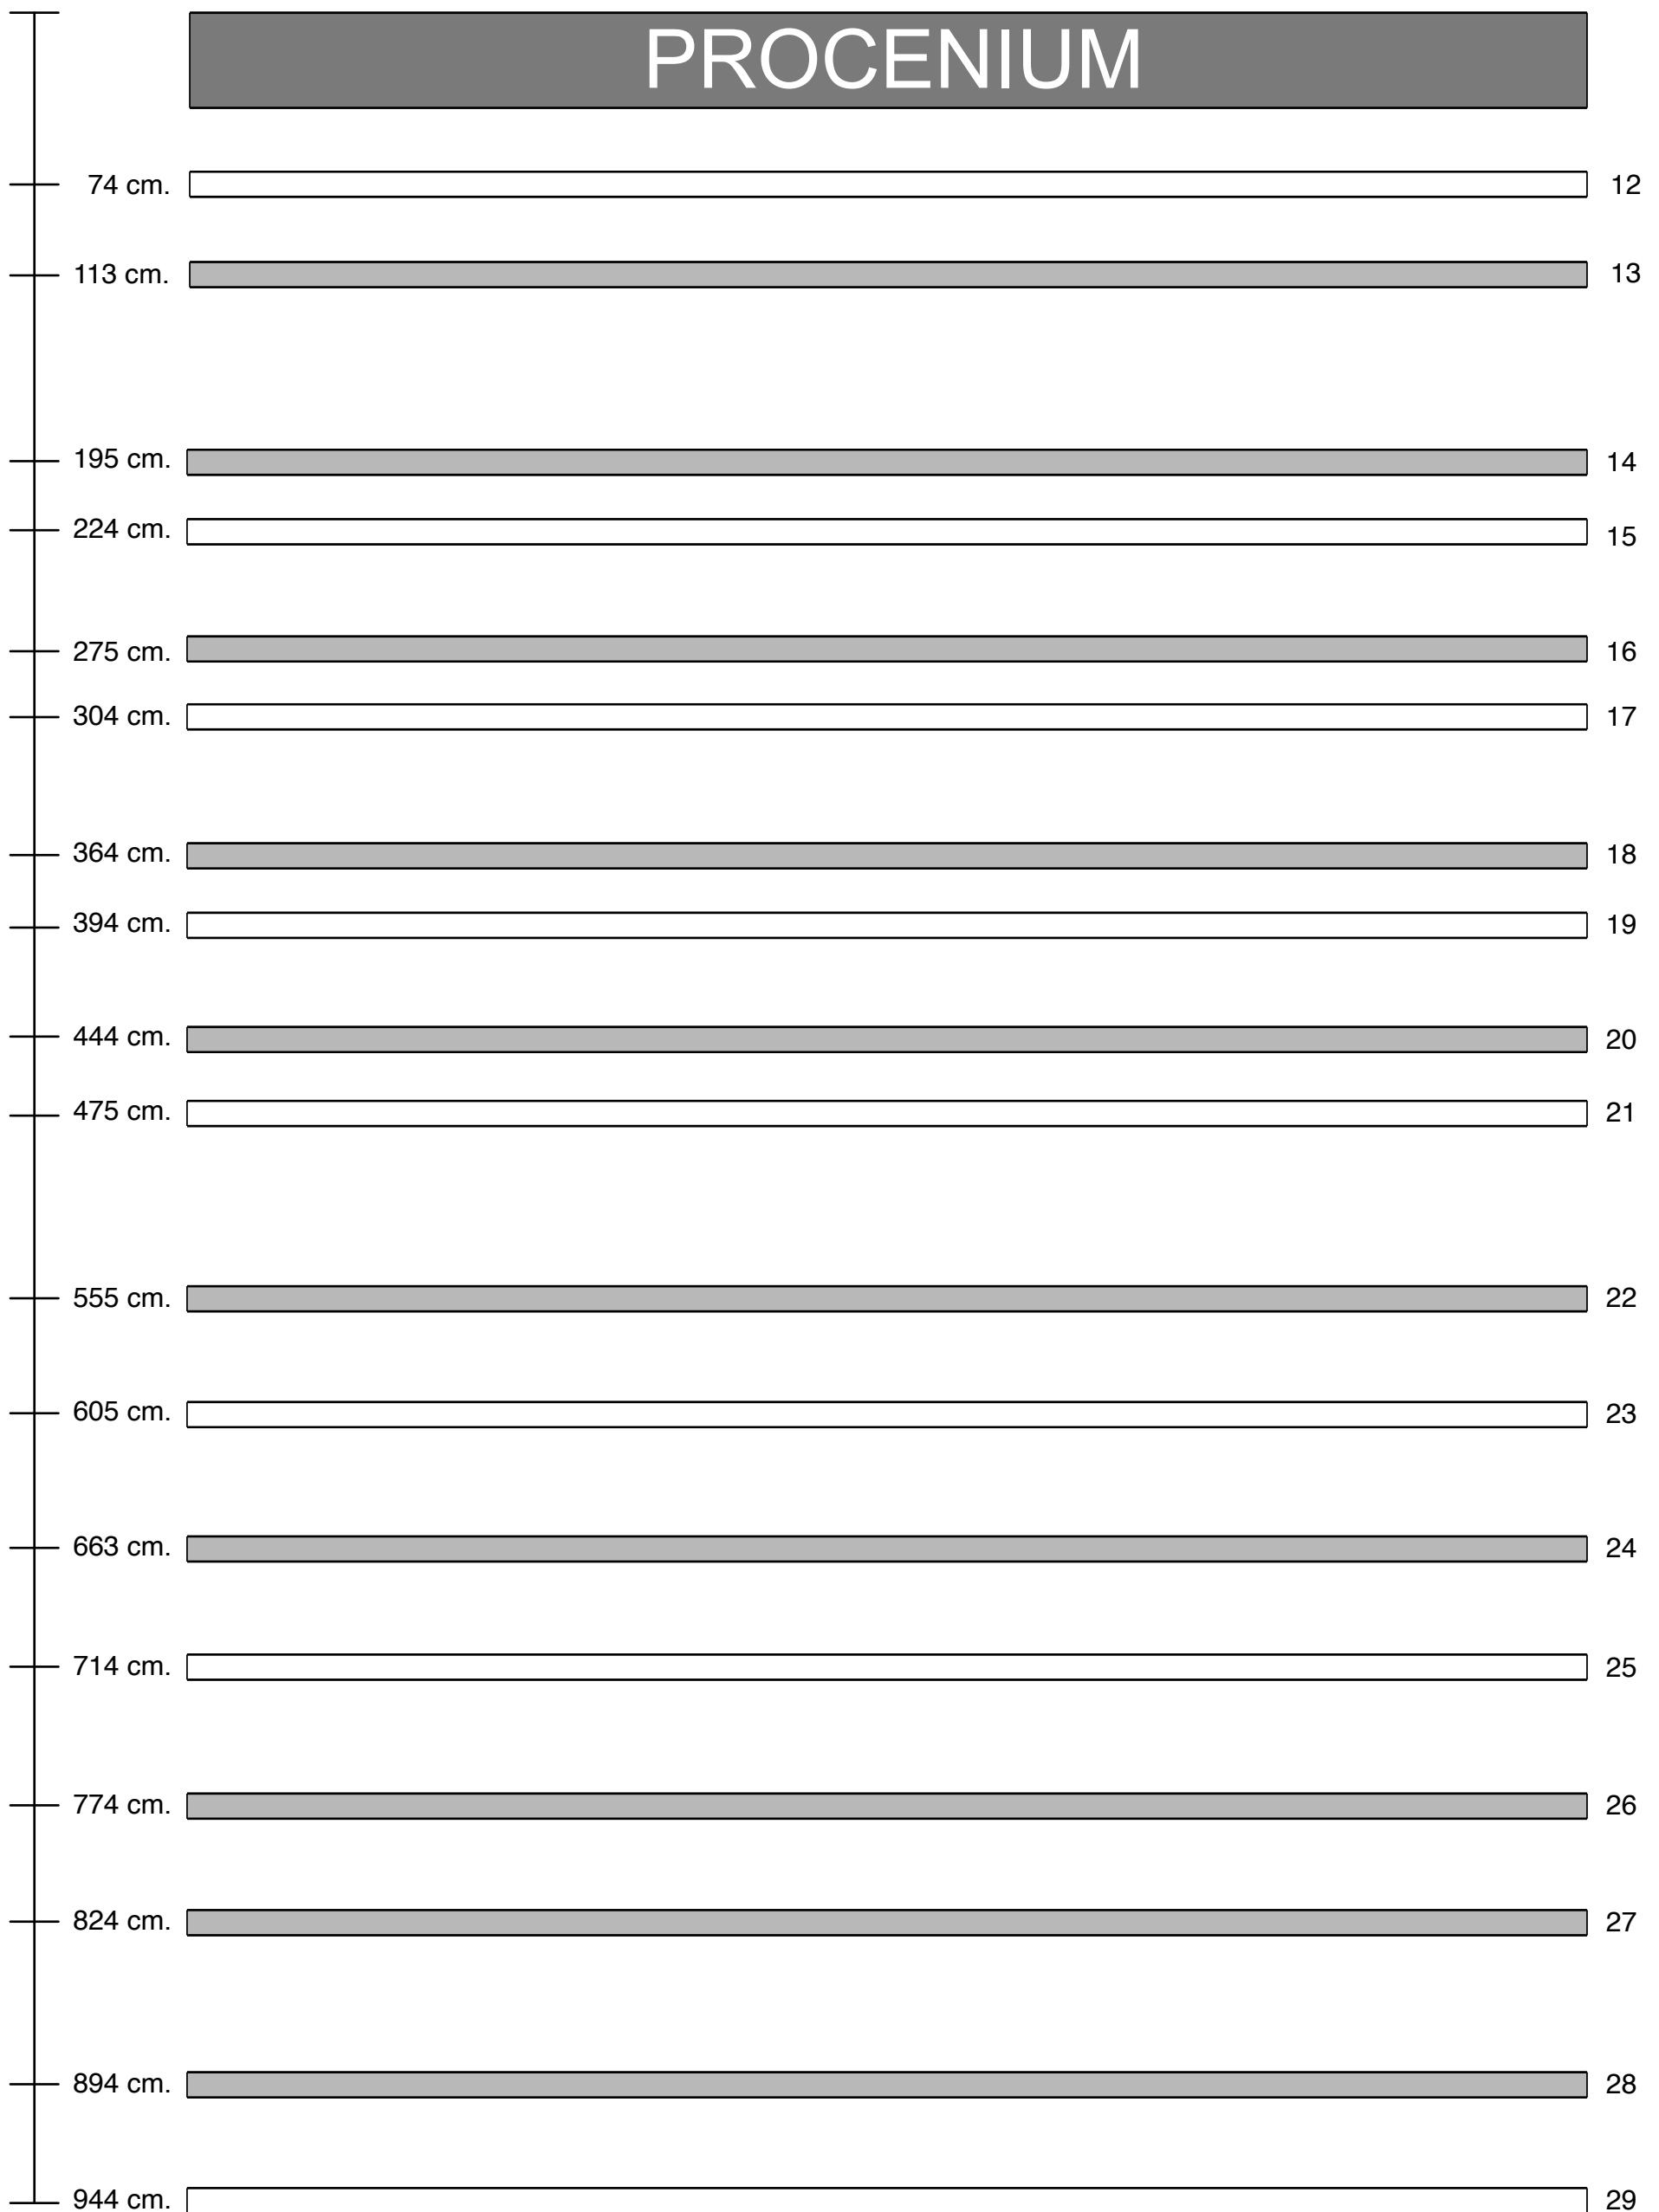 PROCENIUM
74 cm. 12
113 cm. 13
195 cm. 14
224 cm. 15
275 cm. 16
304 cm. 17
364 cm. 18
394 cm. 19
444 cm. 20
475 cm. 21
555 cm. 22
605 cm. 23
663 cm. 24
714 cm. 25
774 cm. 26
824 cm. 27
894 cm. 28
944 cm. 29